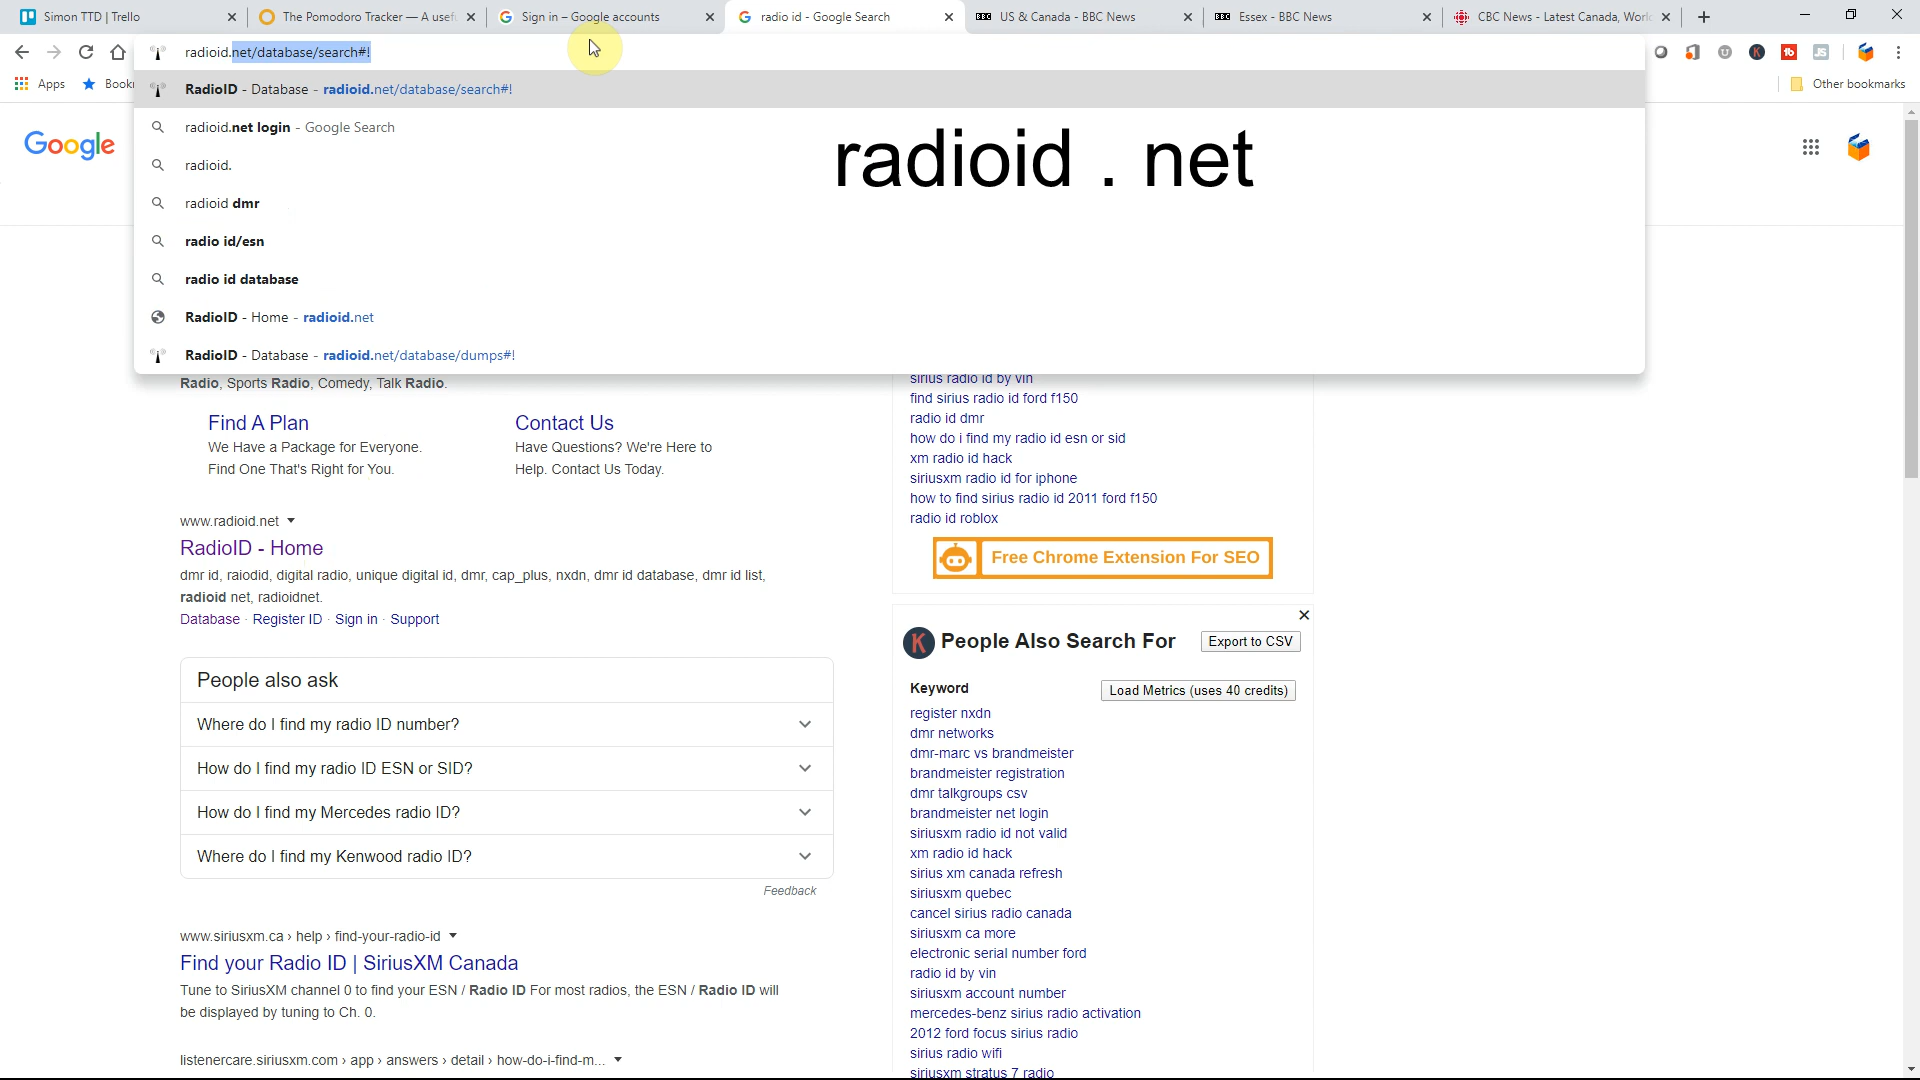 Simon TTD | Trello
The Pomodoro Tracker — A usef
Sign in – Google accounts
radio id - Google Search
US & Canada - BBC News
Essex - BBC News
CBC News - Latest Canada, Worl
radioid.net/database/search#!
Apps
Book
Other bookmarks
RadioID - Database - radioid.net/database/search#!
radioid.net login - Google Search
radioid.
radioid dmr
radio id/esn
radio id database
RadioID - Home - radioid.net
RadioID - Database - radioid.net/database/dumps#!
radioid . net
Google
Radio, Sports Radio, Comedy, Talk Radio.
Find A Plan
We Have a Package for Everyone.
Find One That's Right for You.
Contact Us
Have Questions? We're Here to
Help. Contact Us Today.
www.radioid.net
RadioID - Home
dmr id, raiodid, digital radio, unique digital id, dmr, cap_plus, nxdn, dmr id database, dmr id list,
radioid net, radioidnet.
Database · Register ID · Sign in · Support
People also ask
Where do I find my radio ID number?
How do I find my radio ID ESN or SID?
How do I find my Mercedes radio ID?
Where do I find my Kenwood radio ID?
Feedback
www.siriusxm.ca › help › find-your-radio-id
Find your Radio ID | SiriusXM Canada
Tune to SiriusXM channel 0 to find your ESN / Radio ID For most radios, the ESN / Radio ID will
be displayed by tuning to Ch. 0.
listenercare.siriusxm.com › app › answers › detail › how-do-i-find-m...
sirius radio id by vin
find sirius radio id ford f150
radio id dmr
how do i find my radio id esn or sid
xm radio id hack
siriusxm radio id for iphone
how to find sirius radio id 2011 ford f150
radio id roblox
Free Chrome Extension For SEO
K People Also Search For
Export to CSV
Keyword
Load Metrics (uses 40 credits)
register nxdn
dmr networks
dmr-marc vs brandmeister
brandmeister registration
dmr talkgroups csv
brandmeister net login
siriusxm radio id not valid
xm radio id hack
sirius xm canada refresh
siriusxm quebec
cancel sirius radio canada
siriusxm ca more
electronic serial number ford
radio id by vin
siriusxm account number
mercedes-benz sirius radio activation
2012 ford focus sirius radio
sirius radio wifi
siriusxm stratus 7 radio